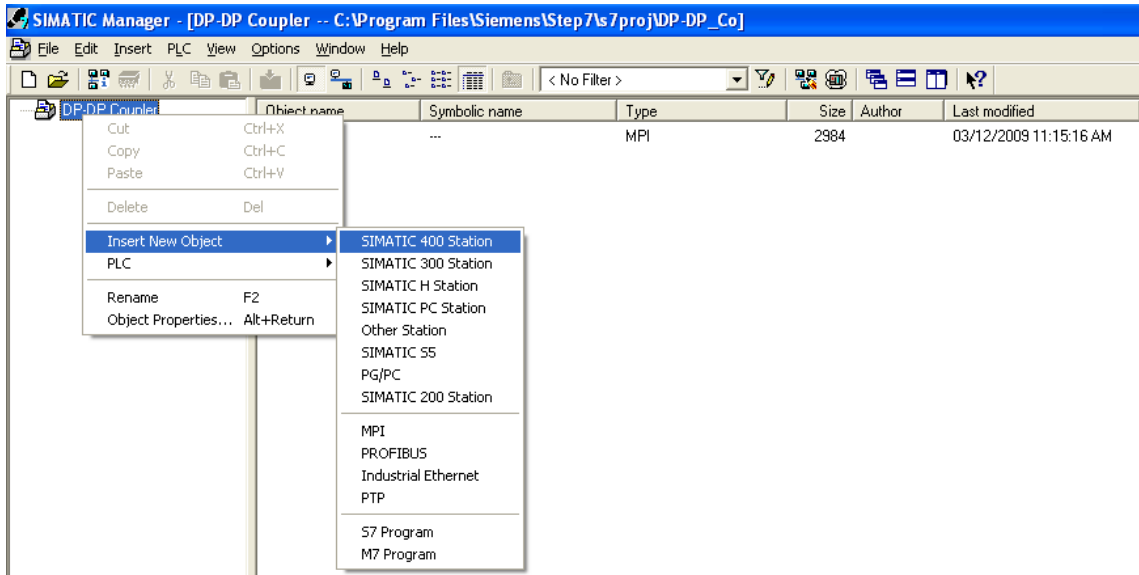 SIMATIC Manager - [DP-DP Coupler -- C:\Program Files\Siemens\Step7\s7proj\DP-DP_Co]
File Edit Insert PLC View Options Window Help
< No Filter >
DP-DP Coupler
Object name Symbolic name Type Size Author Last modified
--- MPI 2984 03/12/2009 11:15:16 AM
Cut Ctrl+X
Copy Ctrl+C
Paste Ctrl+V
Delete Del
Insert New Object
PLC
Rename F2
Object Properties... Alt+Return
SIMATIC 400 Station
SIMATIC 300 Station
SIMATIC H Station
SIMATIC PC Station
Other Station
SIMATIC S5
PG/PC
SIMATIC 200 Station
MPI
PROFIBUS
Industrial Ethernet
PTP
S7 Program
M7 Program